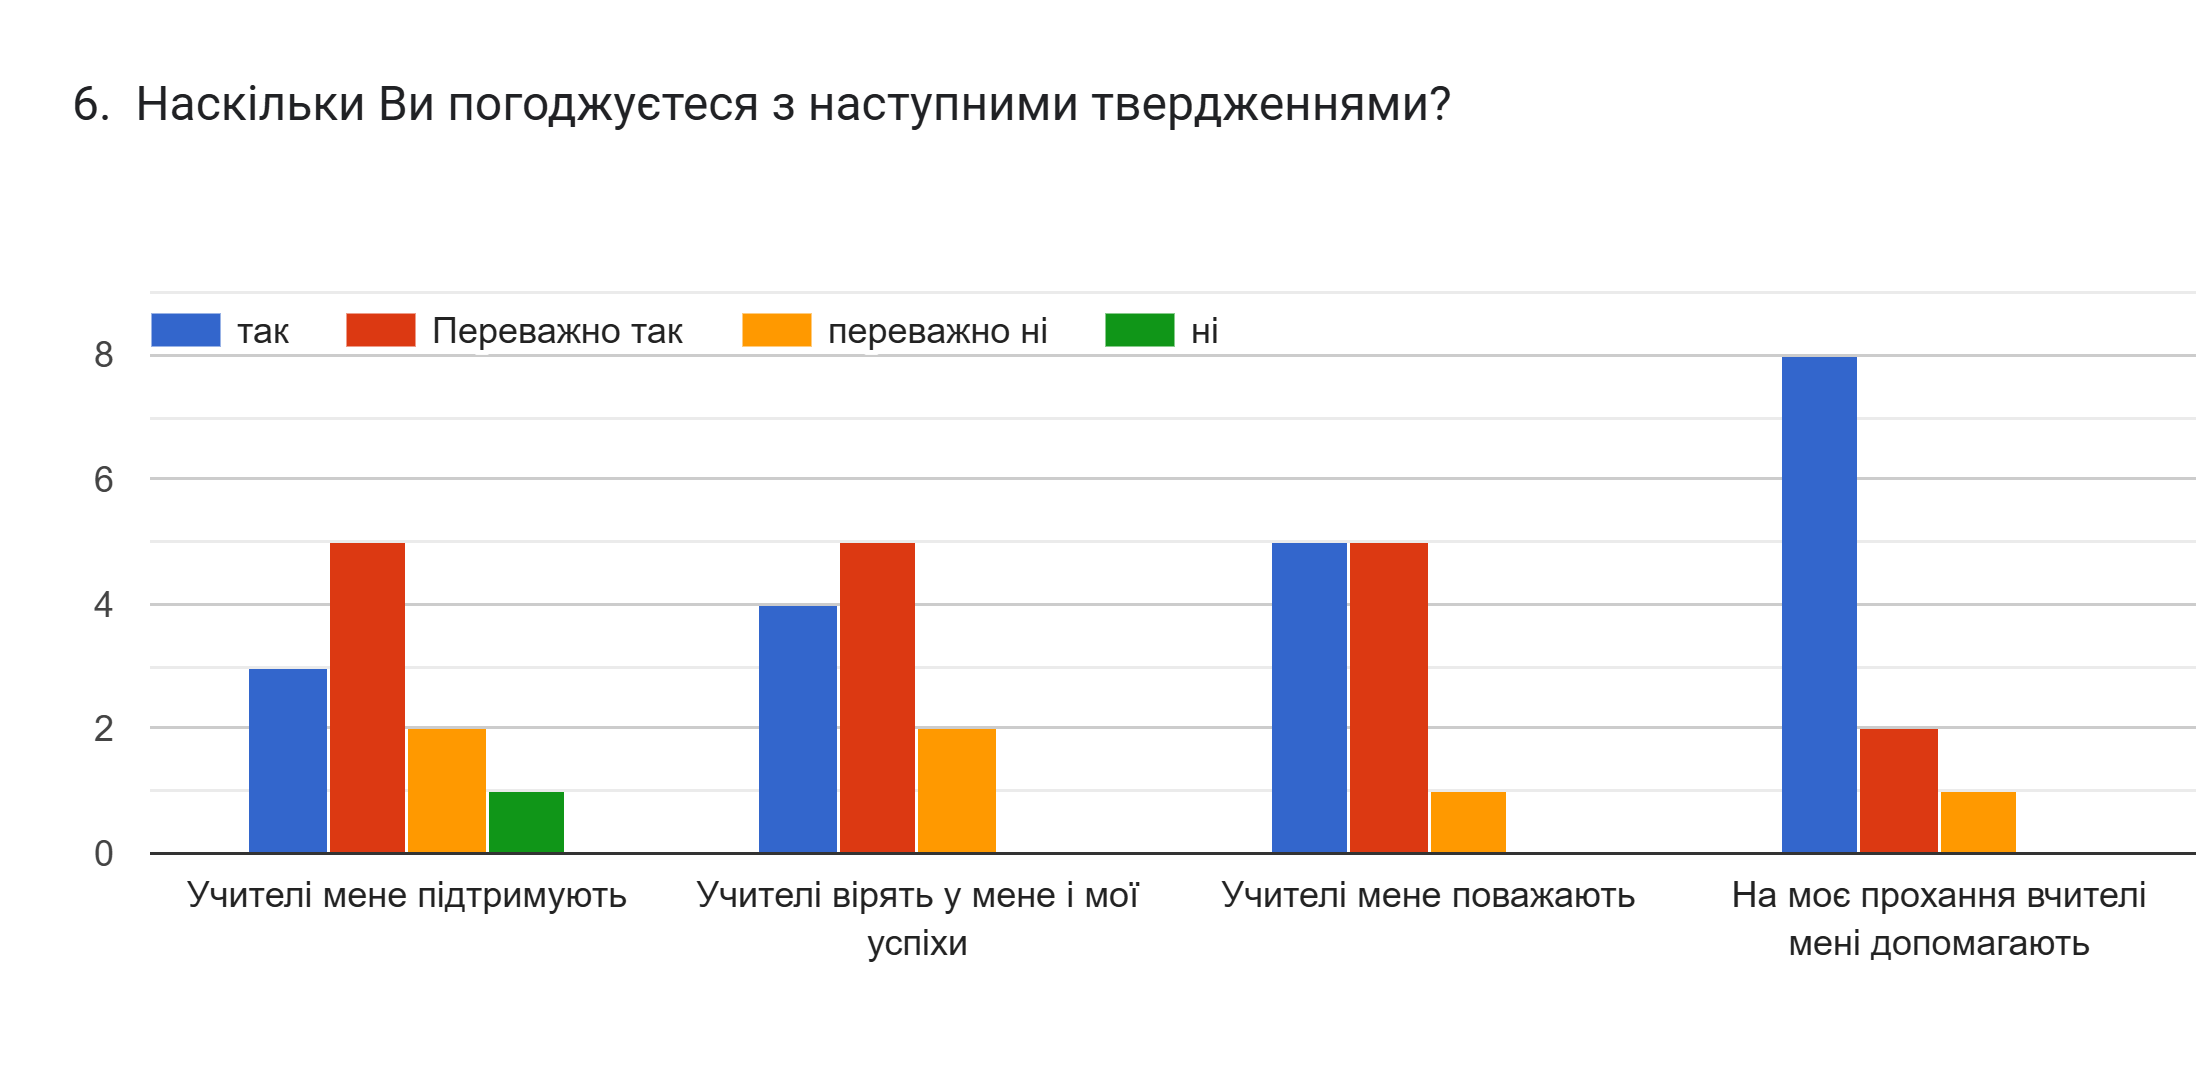 6. Наскільки Ви погоджуєтеся з наступними твердженнями?
так Переважно так переважно ні ні
8
6
4
2
0
Учителі мене підтримують
Учителі вірять у мене і мої
успіхи
Учителі мене поважають
На моє прохання вчителі
мені допомагають